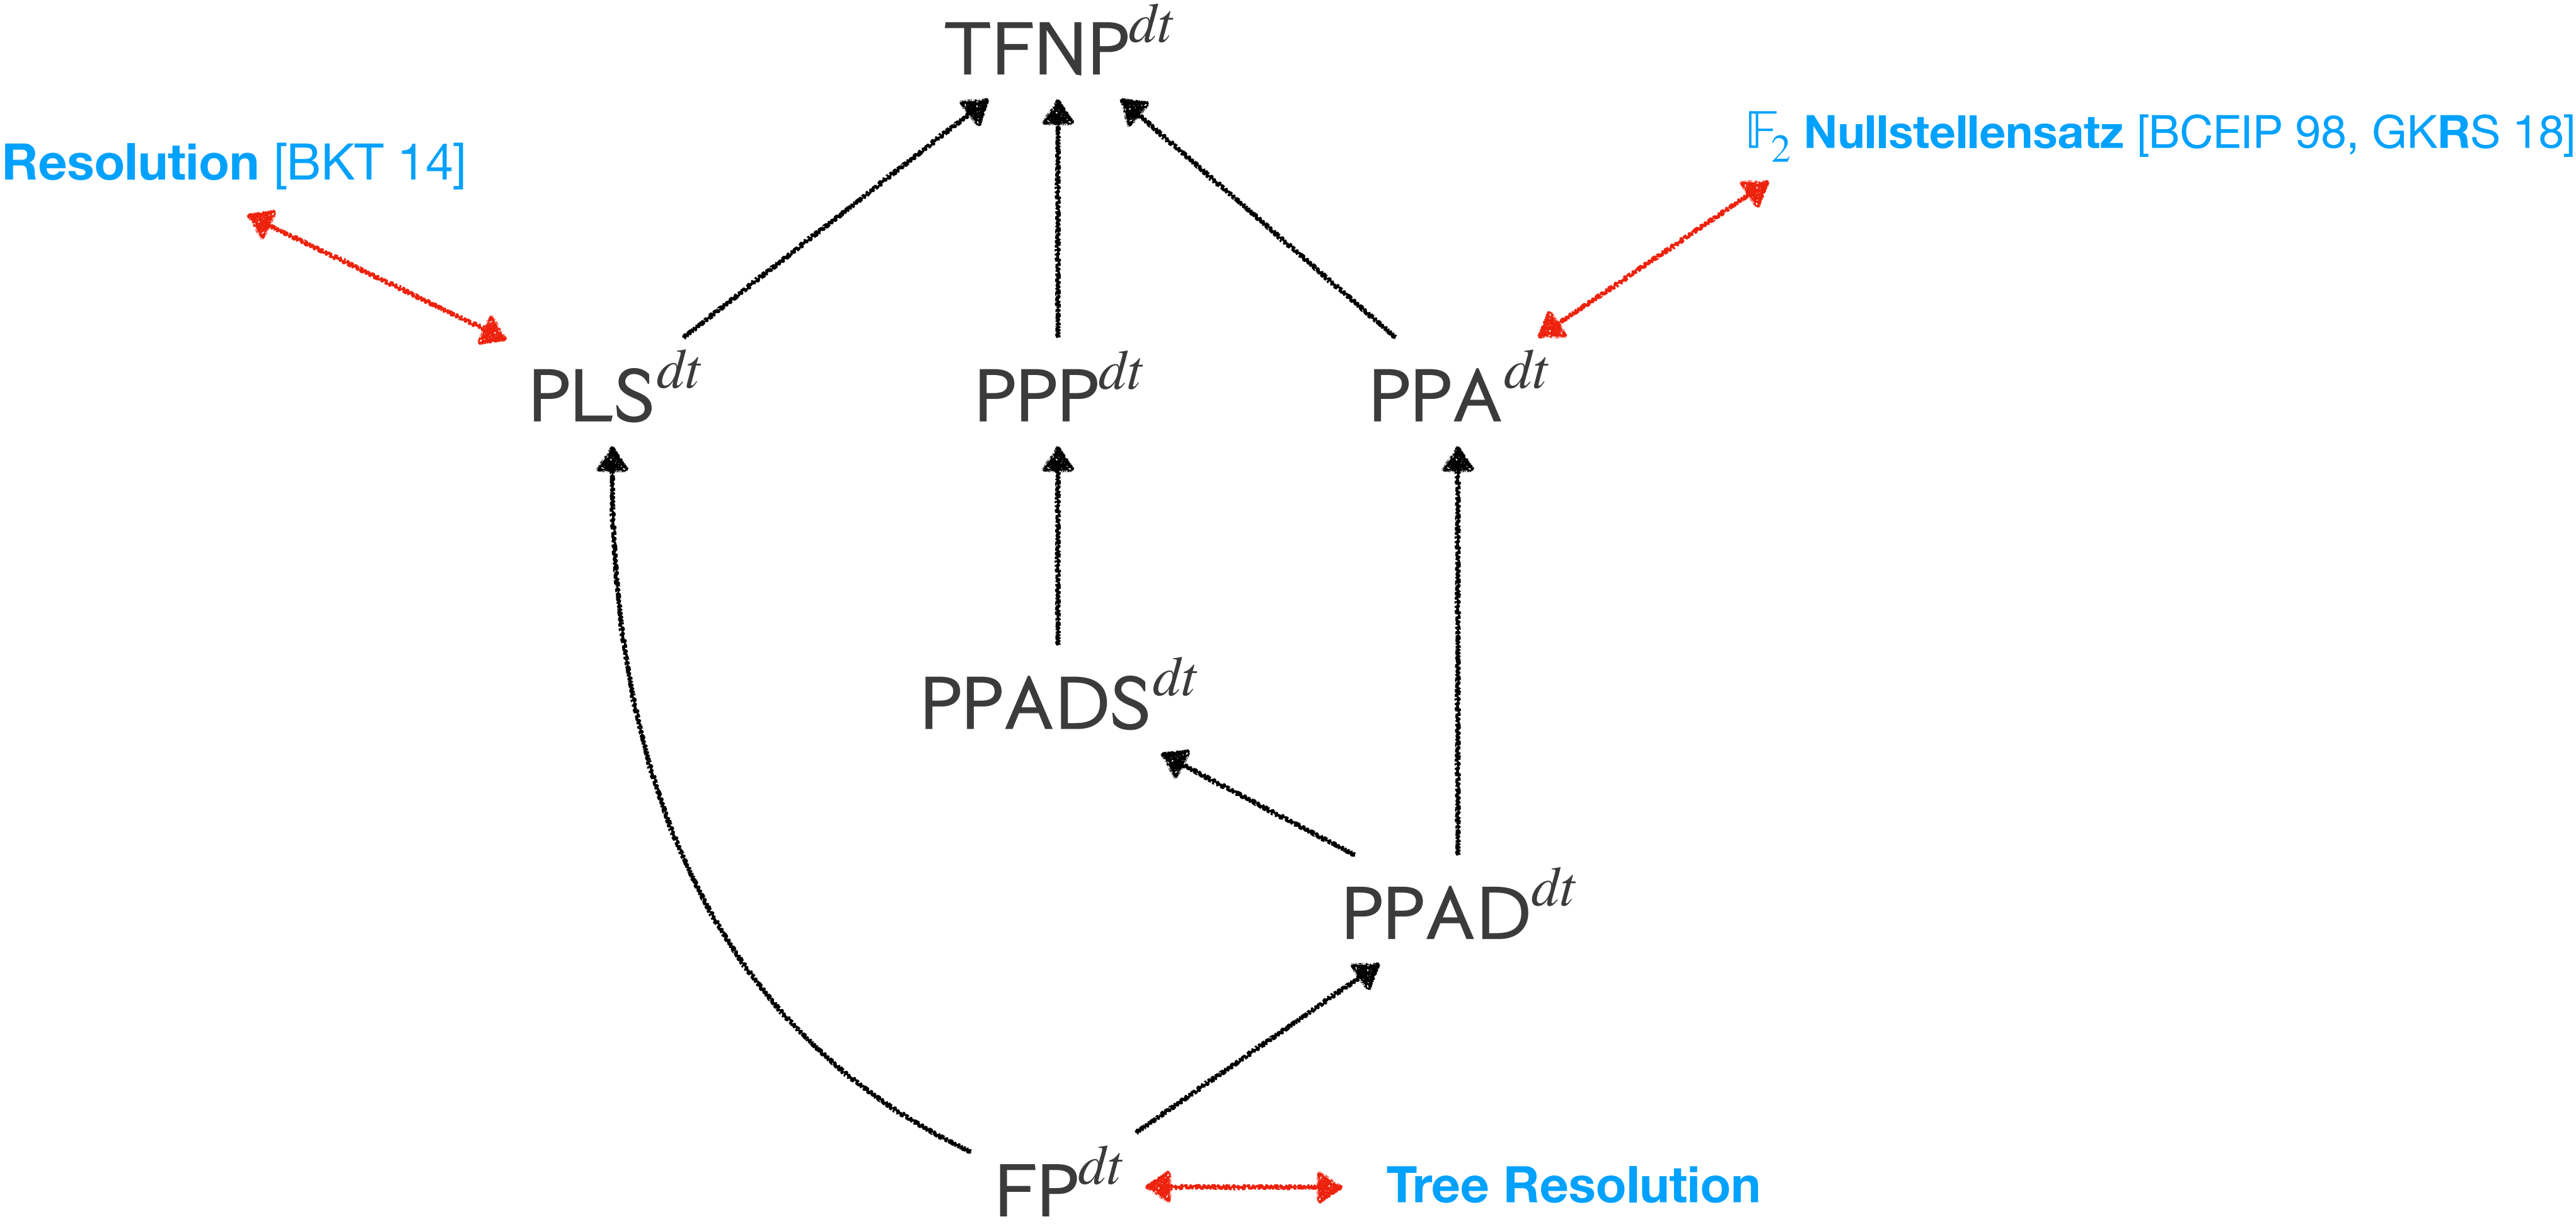 TFNP^dt
Resolution [BKT 14]
𝔽₂ Nullstellensatz [BCEIP 98, GKRS 18]
PLS^dt
PPP^dt
PPA^dt
PPADS^dt
PPAD^dt
FP^dt
Tree Resolution